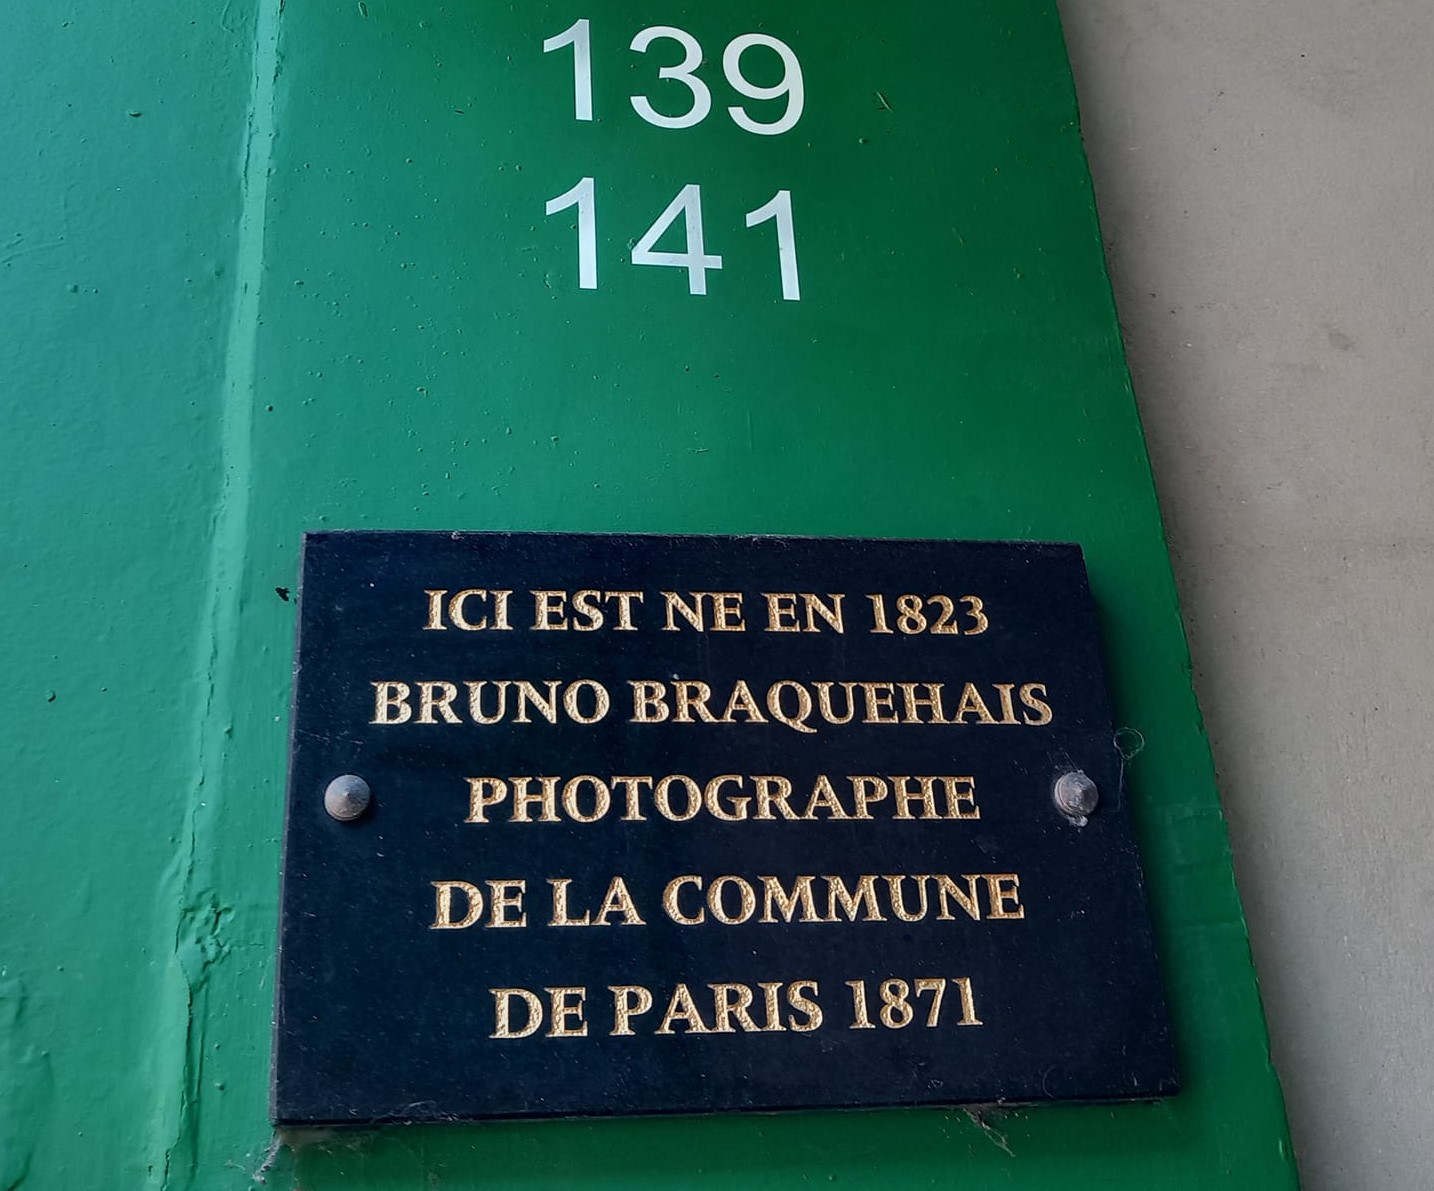 139
141
ICI EST NE EN 1823
BRUNO BRAQUEHAIS
PHOTOGRAPHE
DE LA COMMUNE
DE PARIS 1871